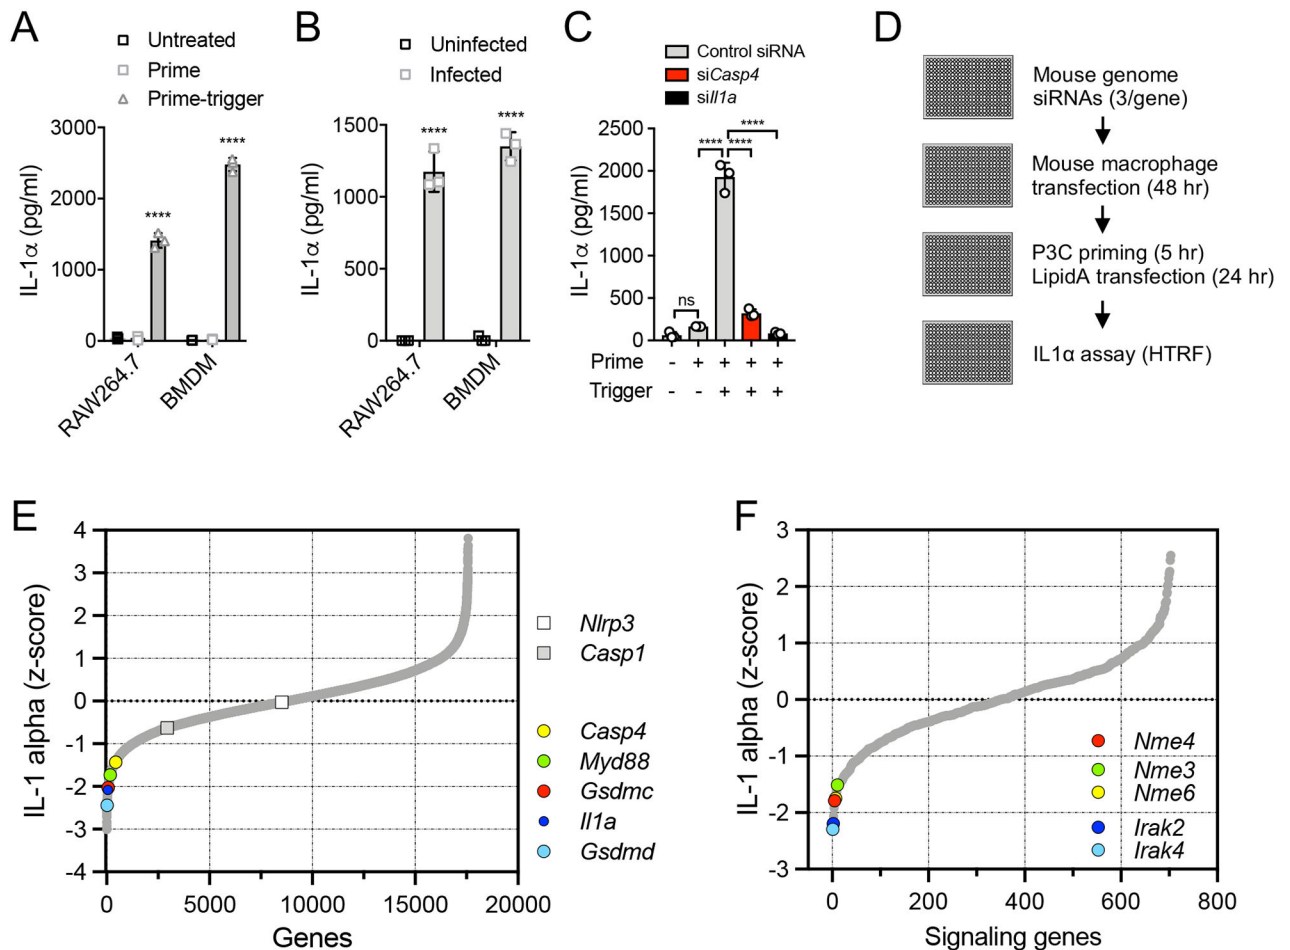 A
Untreated
Prime
Prime-trigger
IL-1α (pg/ml)
3000
2000
1000
0
****
****
RAW264.7
BMDM
B
Uninfected
Infected
IL-1α (pg/ml)
1500
1000
500
0
****
****
RAW264.7
BMDM
C
Control siRNA
siCasp4
siIl1a
IL-1α (pg/ml)
2500
2000
1500
1000
500
0
ns
****
****
****
Prime - + + + +
Trigger - - + + +
D
Mouse genome
siRNAs (3/gene)
Mouse macrophage
transfection (48 hr)
P3C priming (5 hr)
LipidA transfection (24 hr)
IL1α assay (HTRF)
E
IL-1 alpha (z-score)
4
3
2
1
0
-1
-2
-3
-4
0 5000 10000 15000 20000
Genes
Nlrp3
Casp1
Casp4
Myd88
Gsdmc
Il1a
Gsdmd
F
IL-1 alpha (z-score)
3
2
1
0
-1
-2
-3
0 200 400 600 800
Signaling genes
Nme4
Nme3
Nme6
Irak2
Irak4